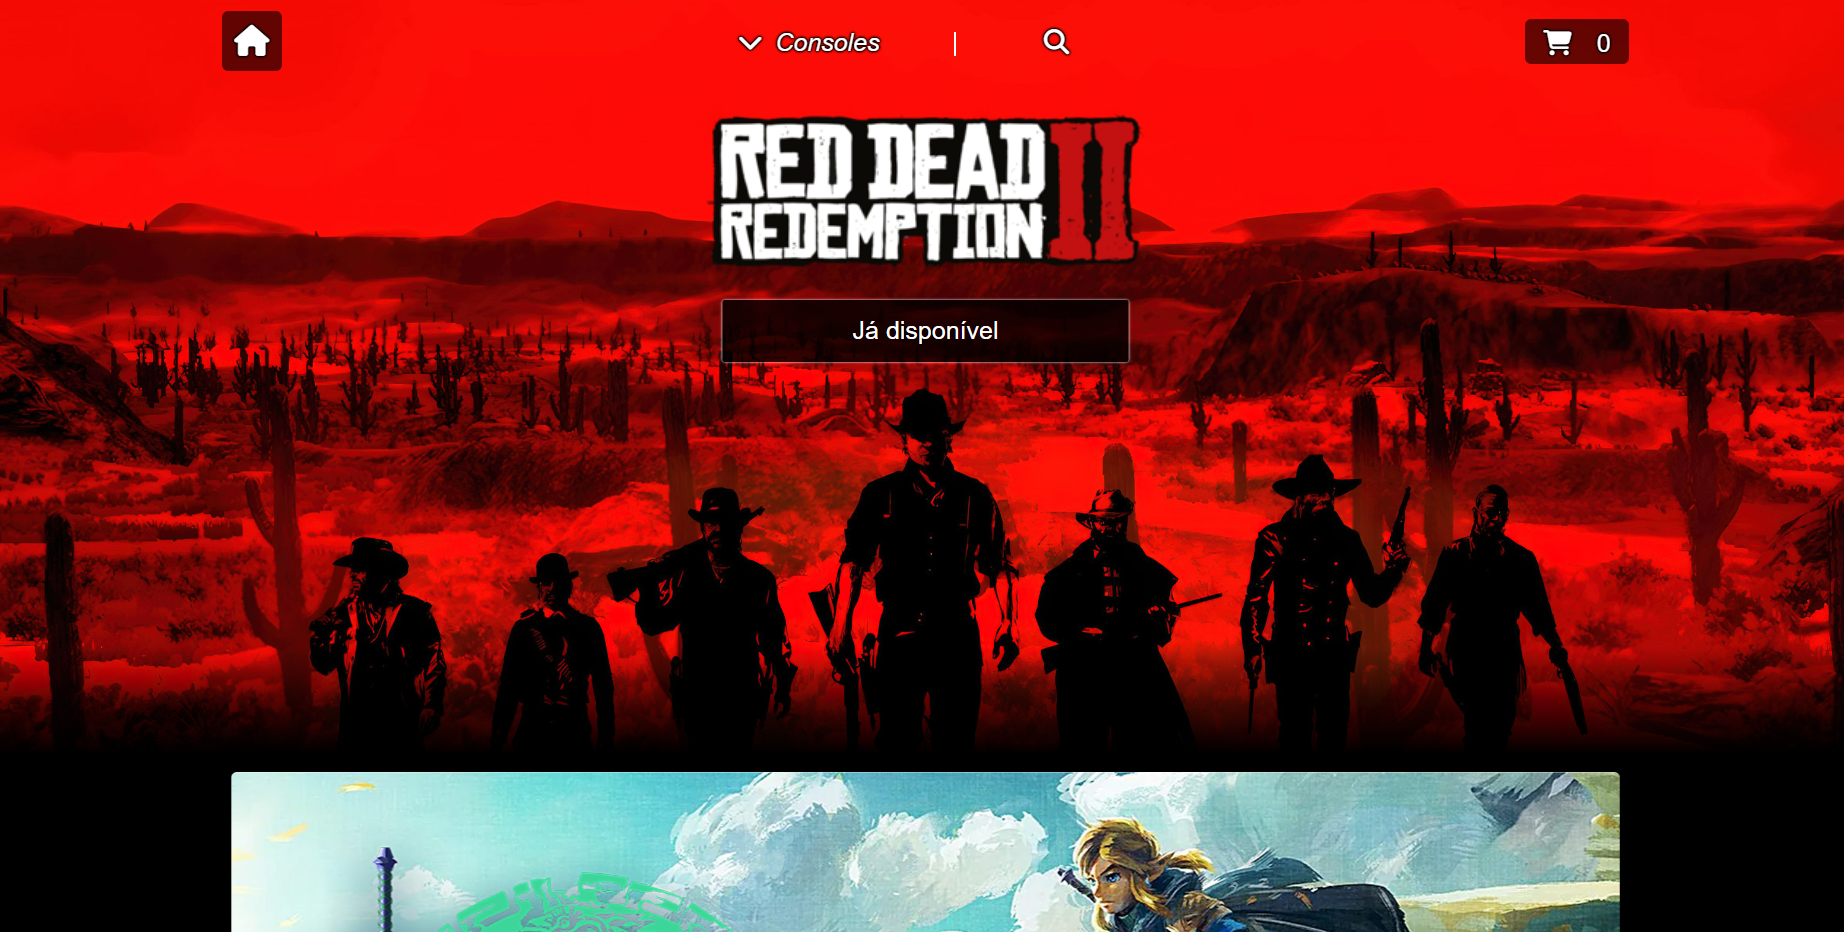 Consoles
0
RED DEAD II
REDEMPTION
Já disponível